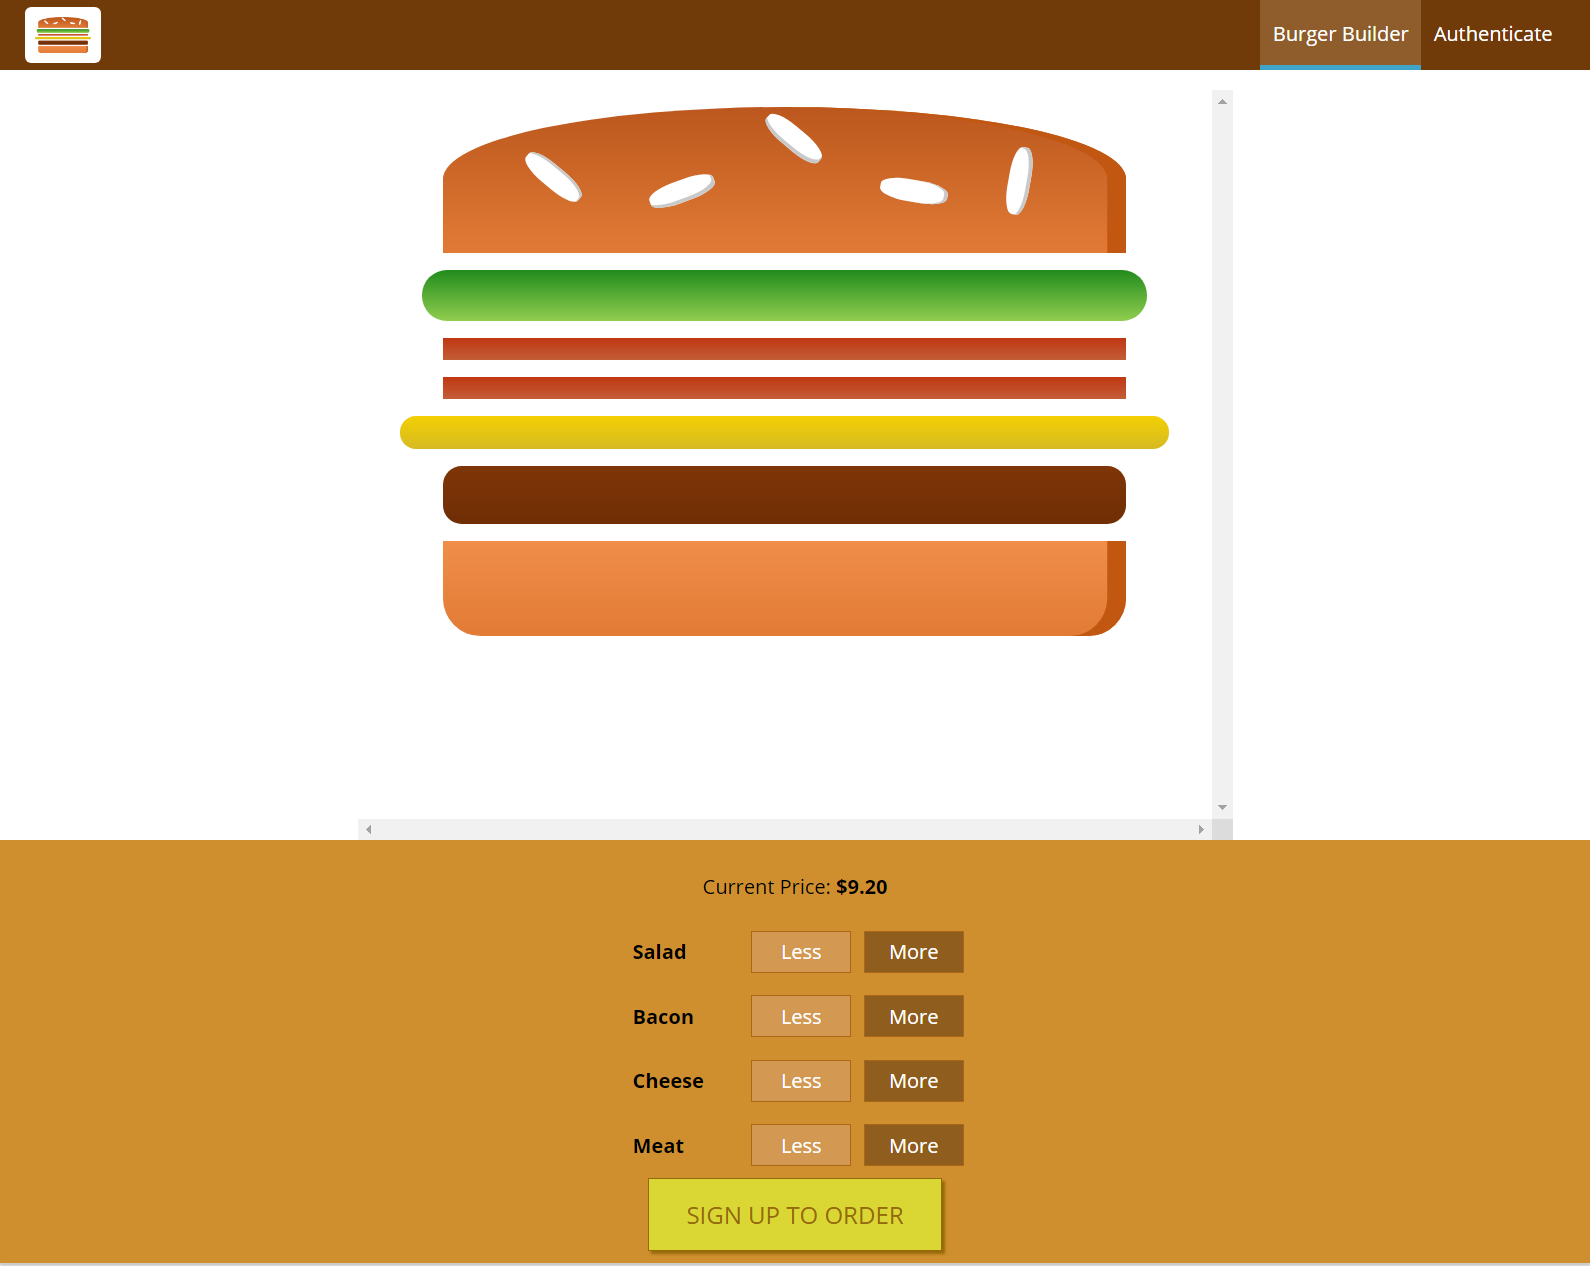 Burger Builder Authenticate
Current Price: $9.20
Salad Less More
Bacon Less More
Cheese Less More
Meat Less More
SIGN UP TO ORDER